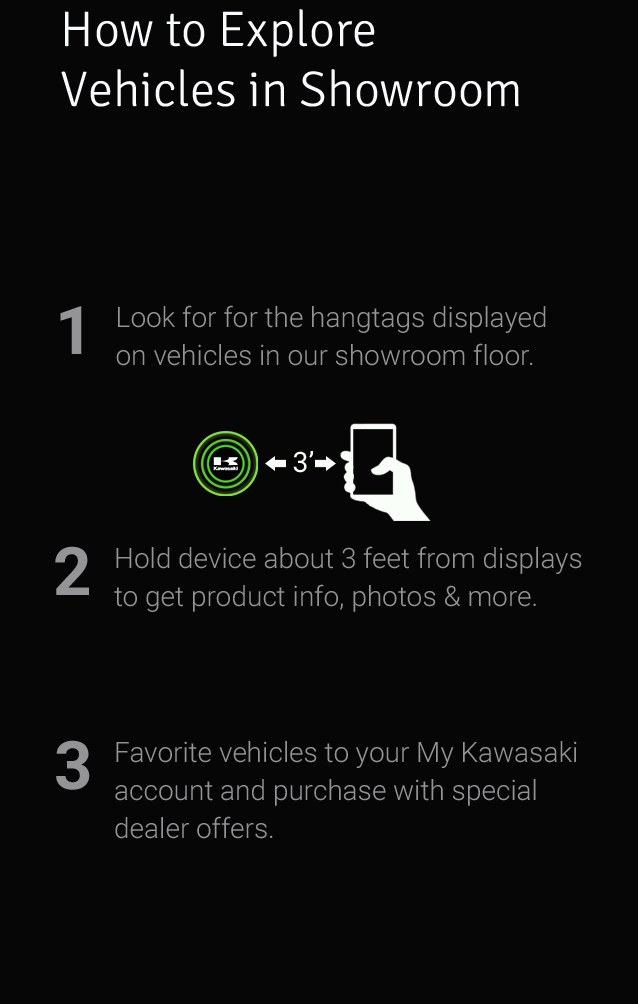 How to Explore
Vehicles in Showroom
1
Look for for the hangtags displayed
on vehicles in our showroom floor.
Kawasaki
3’
2
Hold device about 3 feet from displays
to get product info, photos & more.
3
Favorite vehicles to your My Kawasaki
account and purchase with special
dealer offers.